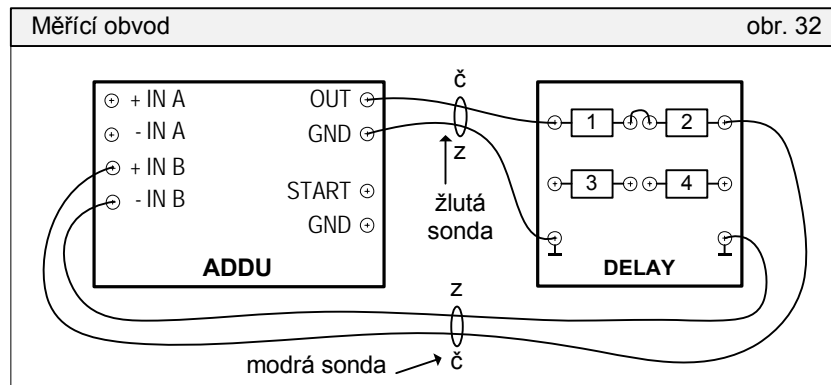 Měřící obvod obr. 32
+ IN A
- IN A
+ IN B
- IN B
OUT
GND
START
GND
ADDU
č
z
žlutá
sonda
1 2
3 4
DELAY
z
modrá sonda č